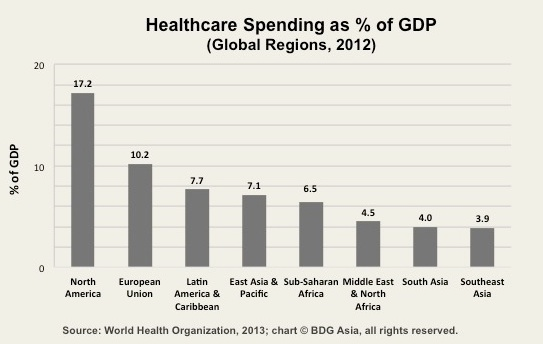 Healthcare Spending as % of GDP
(Global Regions, 2012)
% of GDP
20
10
0
17.2
10.2
7.7
7.1
6.5
4.5
4.0
3.9
North
America
European
Union
Latin
America &
Caribbean
East Asia &
Pacific
Sub-Saharan
Africa
Middle East
& North
Africa
South Asia
Southeast
Asia
Source: World Health Organization, 2013; chart © BDG Asia, all rights reserved.